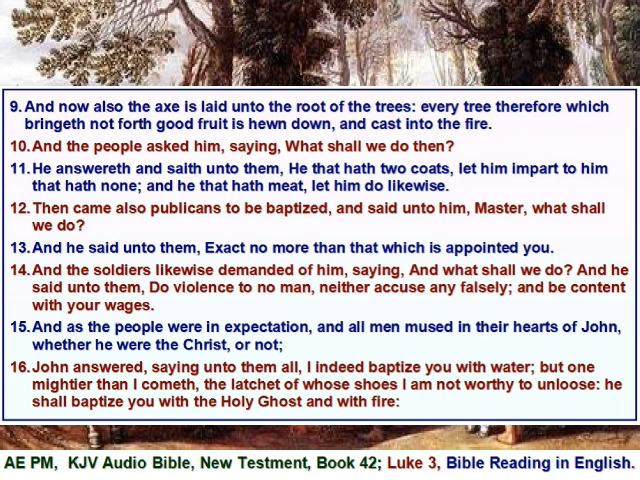 9. And now also the axe is laid unto the root of the trees: every tree therefore which
bringeth not forth good fruit is hewn down, and cast into the fire.
10. And the people asked him, saying, What shall we do then?
11. He answereth and saith unto them, He that hath two coats, let him impart to him
that hath none; and he that hath meat, let him do likewise.
12. Then came also publicans to be baptized, and said unto him, Master, what shall
we do?
13. And he said unto them, Exact no more than that which is appointed you.
14. And the soldiers likewise demanded of him, saying, And what shall we do? And he
said unto them, Do violence to no man, neither accuse any falsely; and be content
with your wages.
15. And as the people were in expectation, and all men mused in their hearts of John,
whether he were the Christ, or not;
16. John answered, saying unto them all, I indeed baptize you with water; but one
mightier than I cometh, the latchet of whose shoes I am not worthy to unloose: he
shall baptize you with the Holy Ghost and with fire:
AE PM, KJV Audio Bible, New Testment, Book 42; Luke 3, Bible Reading in English.